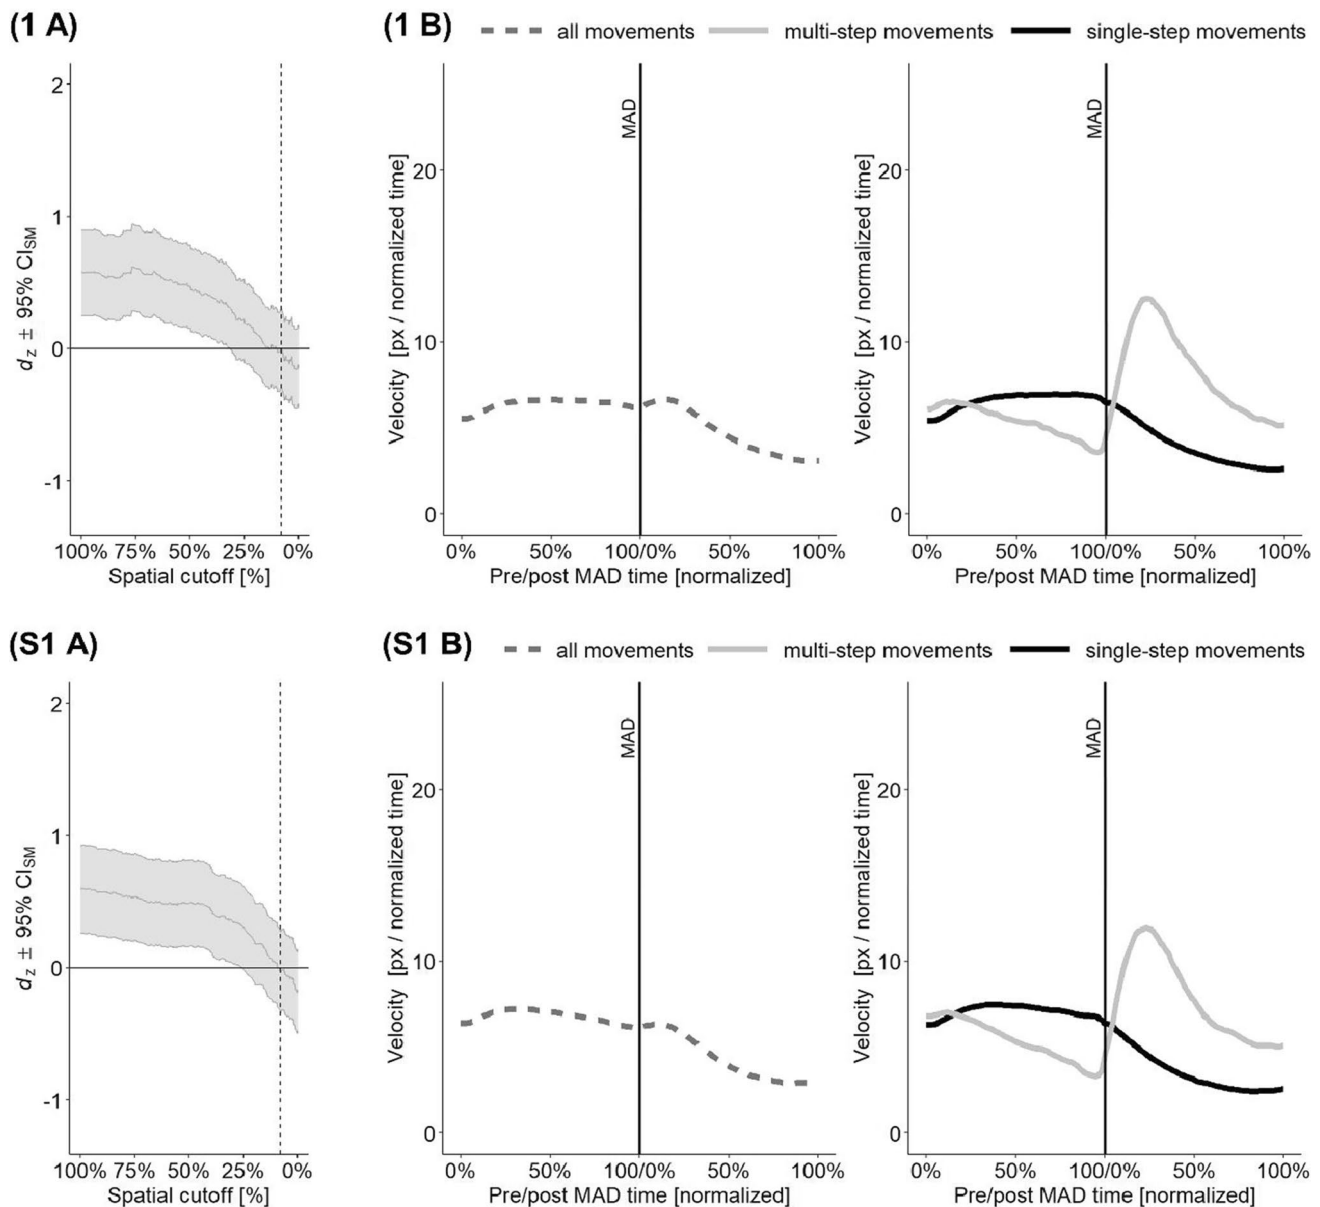 (1 A)
2
1
0
-1
d_z ± 95% CI_SM
100% 75% 50% 25% 0%
Spatial cutoff [%]
(1 B)
all movements multi-step movements single-step movements
MAD
20
10
0
Velocity [px / normalized time]
0% 50% 100/0% 50% 100%
Pre/post MAD time [normalized]
MAD
20
10
0
Velocity [px / normalized time]
0% 50% 100/0% 50% 100%
Pre/post MAD time [normalized]
(S1 A)
2
1
0
-1
d_z ± 95% CI_SM
100% 75% 50% 25% 0%
Spatial cutoff [%]
(S1 B)
all movements multi-step movements single-step movements
MAD
20
10
0
Velocity [px / normalized time]
0% 50% 100/0% 50% 100%
Pre/post MAD time [normalized]
MAD
20
10
0
Velocity [px / normalized time]
0% 50% 100/0% 50% 100%
Pre/post MAD time [normalized]